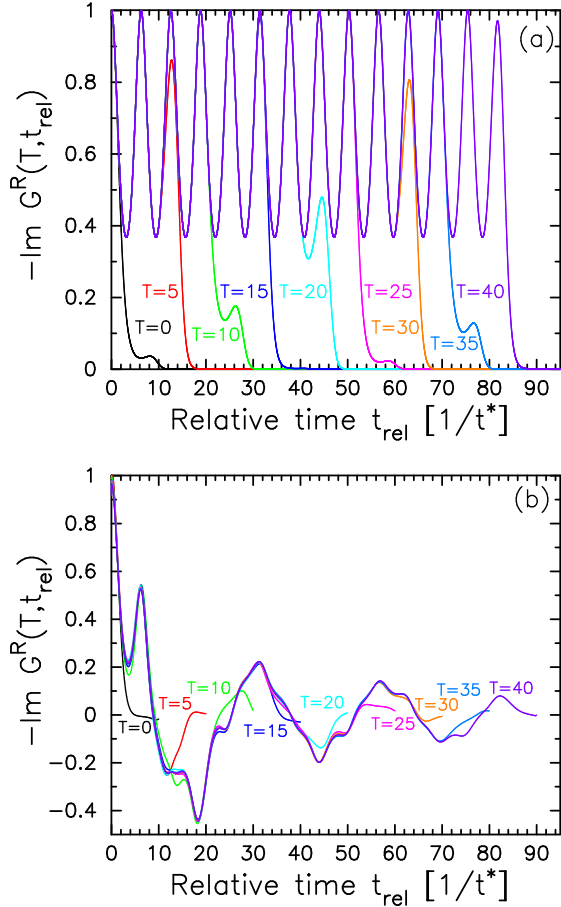 (a)
−Im G^R(T,t_rel)
1
0.8
0.6
0.4
0.2
0
T=0
T=5
T=10
T=15
T=20
T=25
T=30
T=35
T=40
0 10 20 30 40 50 60 70 80 90
Relative time t_rel [1/t*]
(b)
−Im G^R(T,t_rel)
1
0.8
0.6
0.4
0.2
0
-0.2
-0.4
T=0
T=5
T=10
T=15
T=20
T=25
T=30
T=35
T=40
0 10 20 30 40 50 60 70 80 90
Relative time t_rel [1/t*]